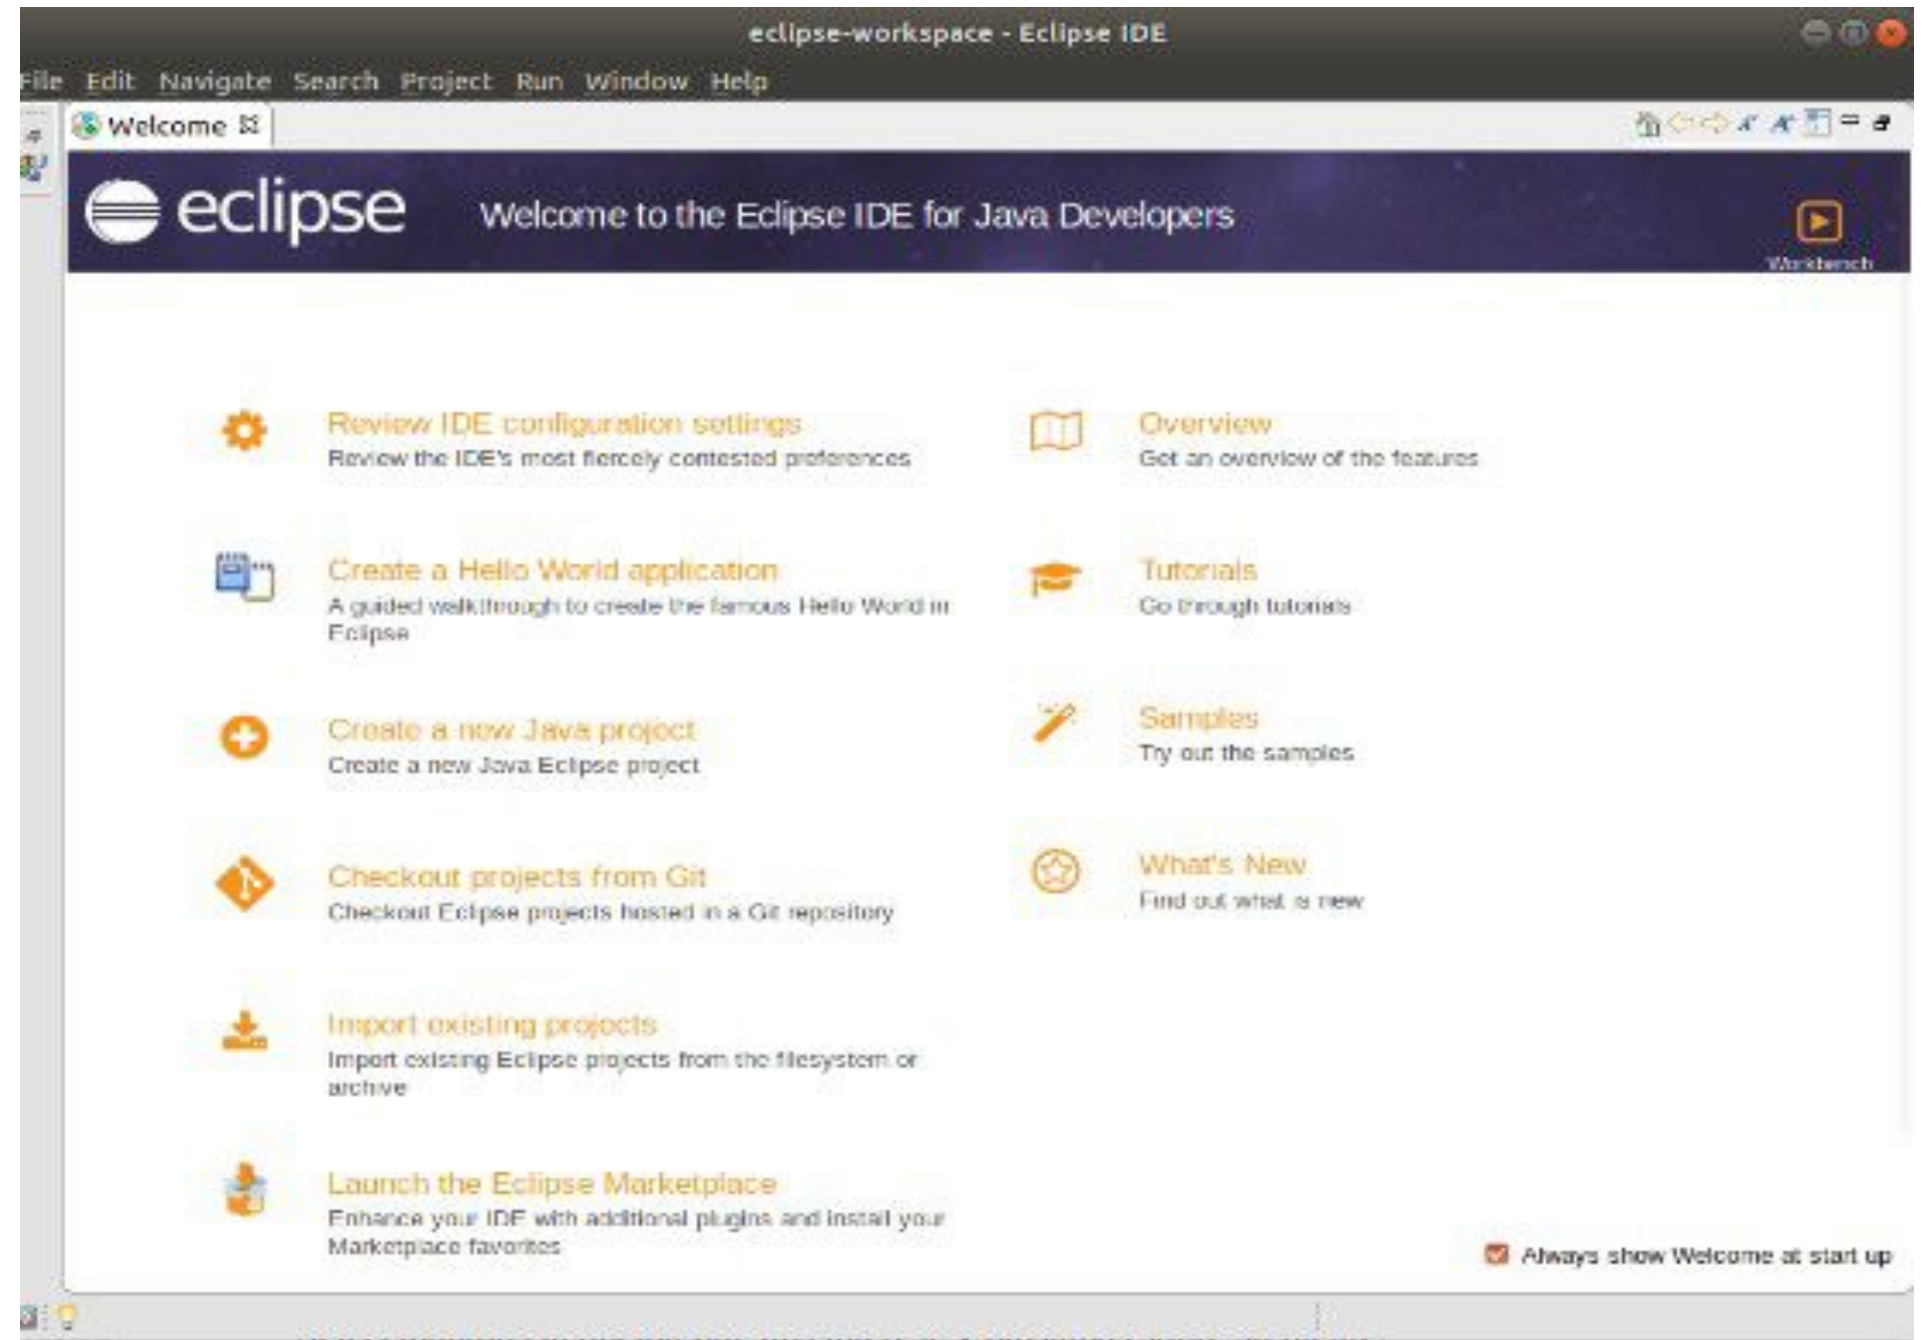 eclipse-workspace - Eclipse IDE
File Edit Navigate Search Project Run Window Help
Welcome
eclipse
Welcome to the Eclipse IDE for Java Developers
Workbench
Review IDE configuration settings
Review the IDE's most fiercely contested preferences
Create a Hello World application
A guided walkthrough to create the famous Hello World in
Eclipse
Create a new Java project
Create a new Java Eclipse project
Checkout projects from Git
Checkout Eclipse projects hosted in a Git repository
Import existing projects
Import existing Eclipse projects from the filesystem or
archive
Launch the Eclipse Marketplace
Enhance your IDE with additional plugins and install your
Marketplace favorites
Overview
Get an overview of the features
Tutorials
Go through tutorials
Samples
Try out the samples
What's New
Find out what is new
Always show Welcome at start up